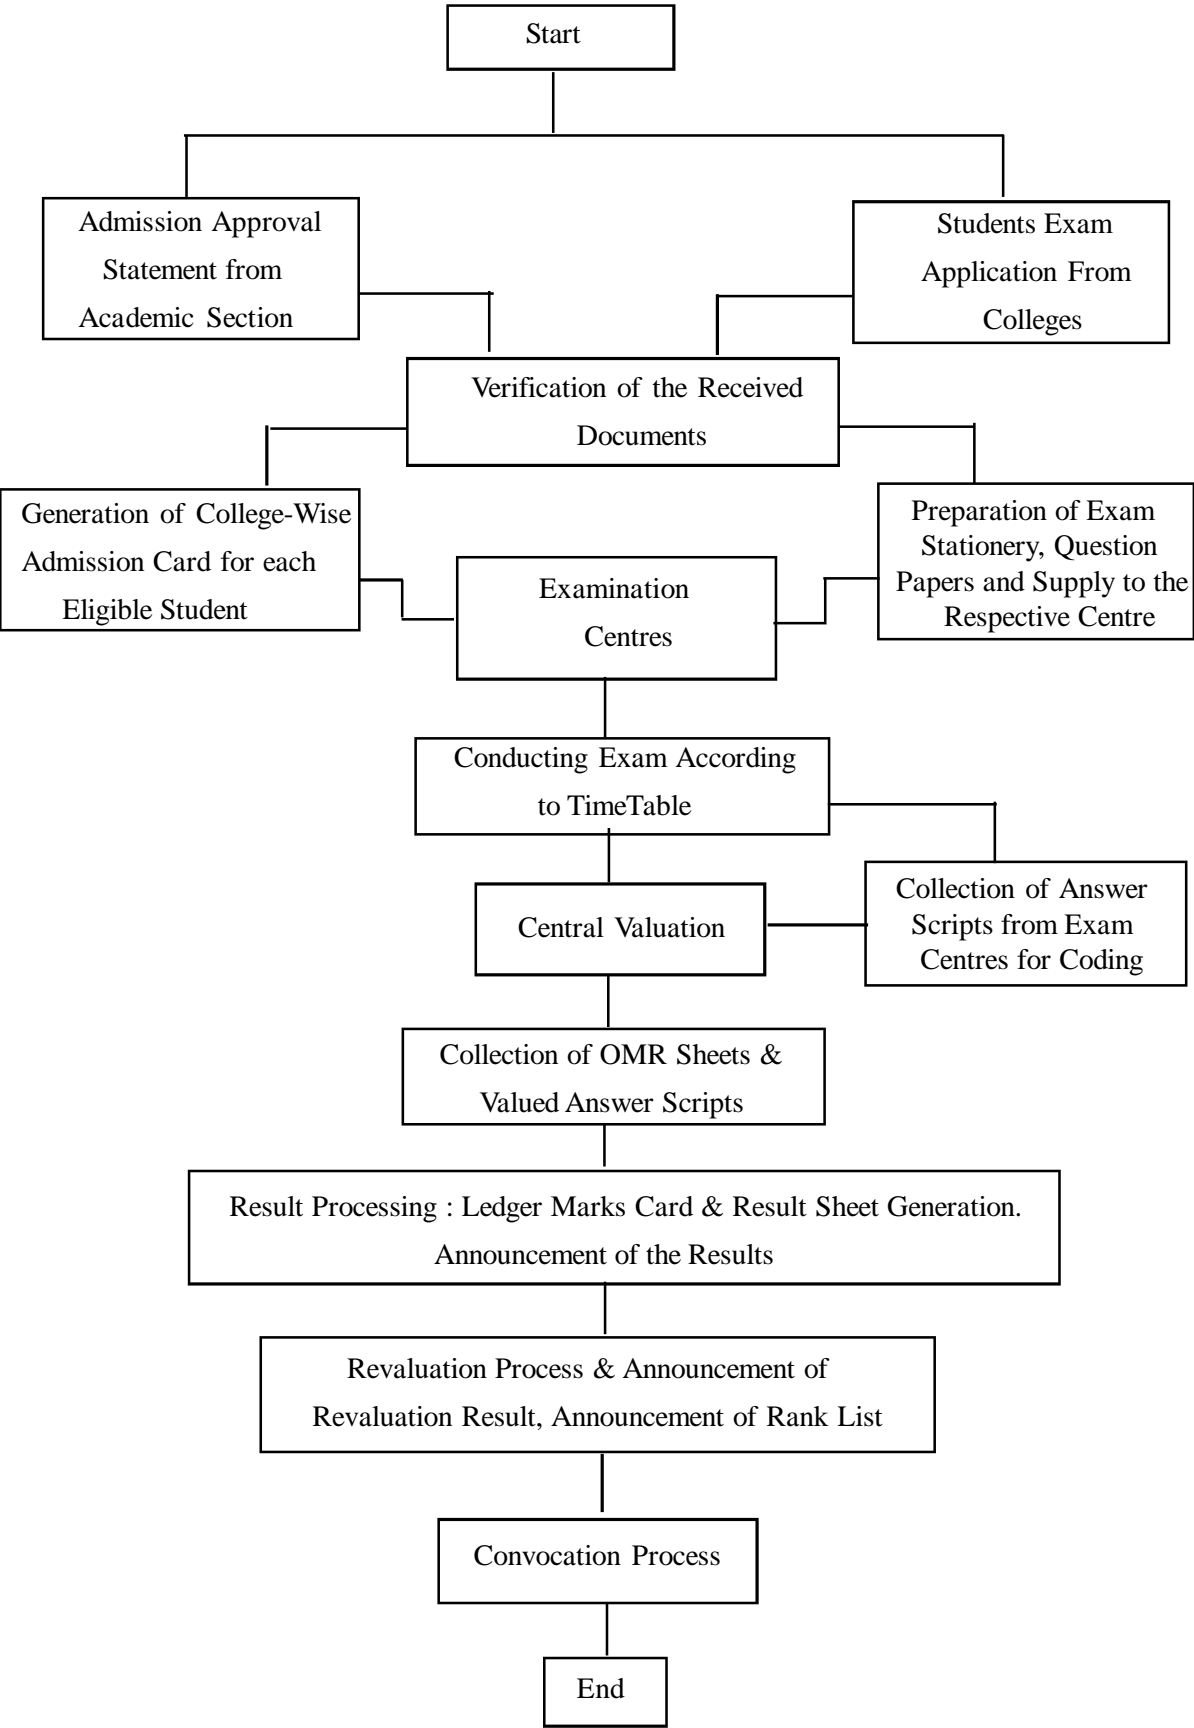 Start
Admission Approval
Statement from
Academic Section
Students Exam
Application From
Colleges
Verification of the Received
Documents
Generation of College-Wise
Admission Card for each
Eligible Student
Examination
Centres
Preparation of Exam
Stationery, Question
Papers and Supply to the
Respective Centre
Conducting Exam According
to TimeTable
Central Valuation
Collection of Answer
Scripts from Exam
Centres for Coding
Collection of OMR Sheets &
Valued Answer Scripts
Result Processing : Ledger Marks Card & Result Sheet Generation.
Announcement of the Results
Revaluation Process & Announcement of
Revaluation Result, Announcement of Rank List
Convocation Process
End